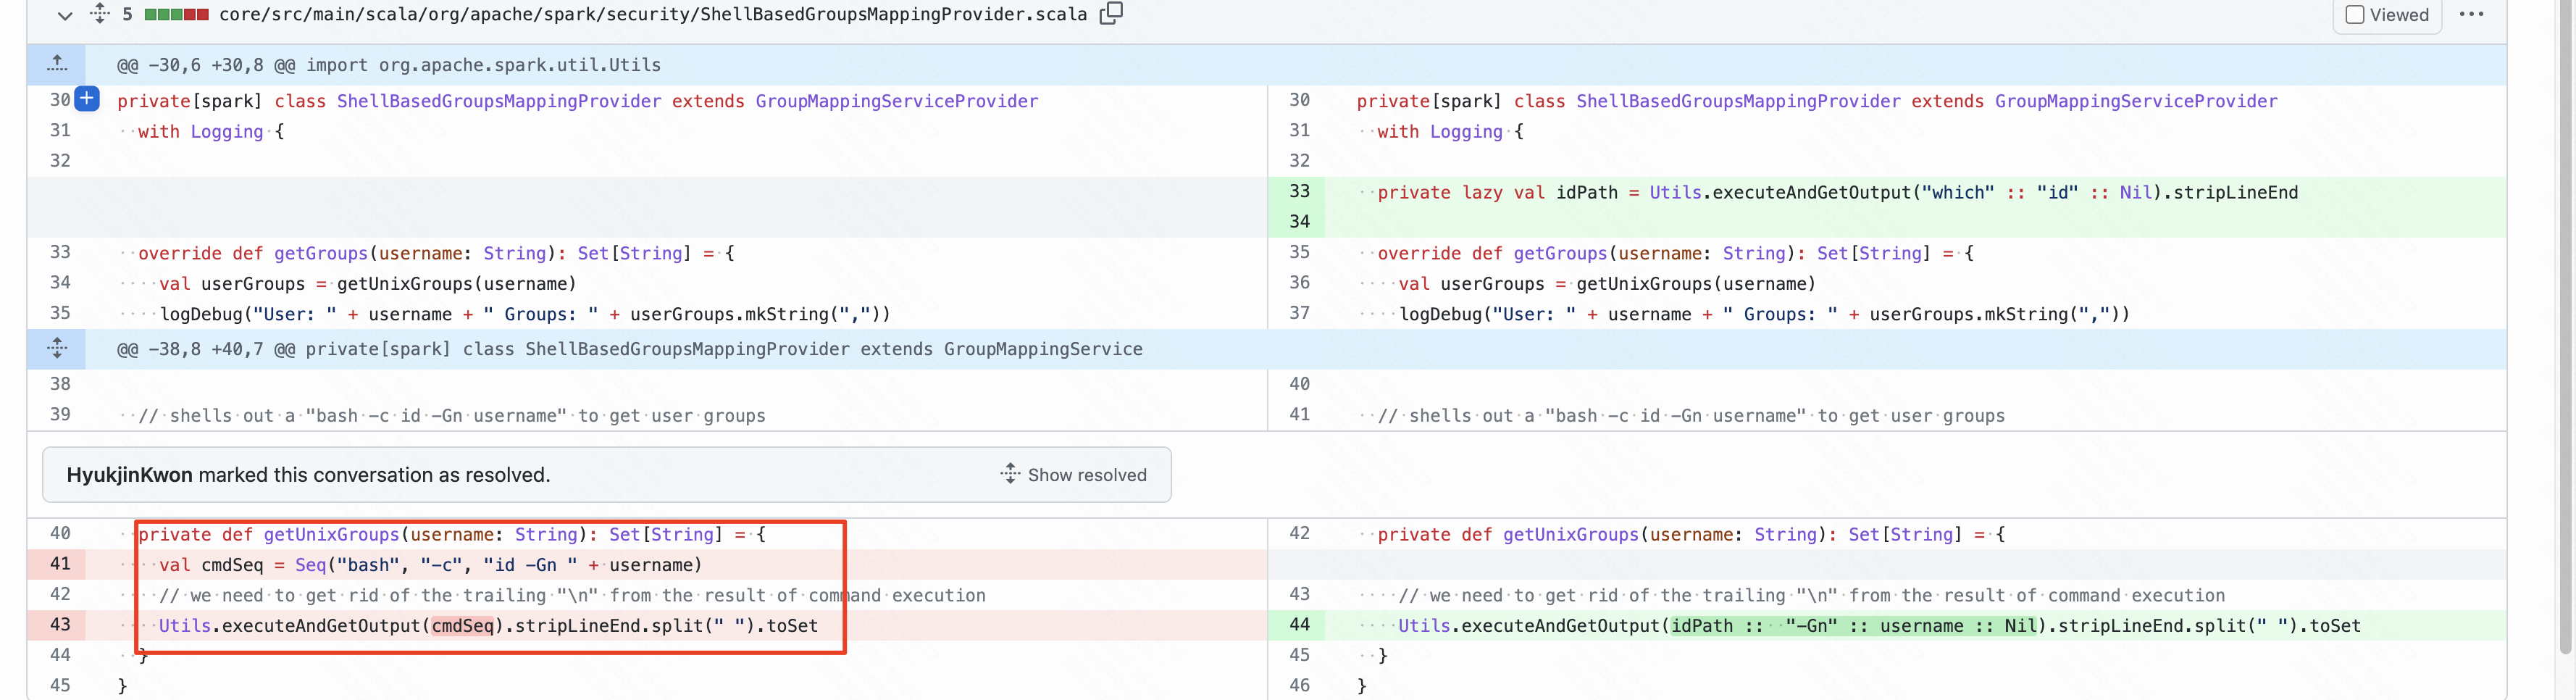 5 core/src/main/scala/org/apache/spark/security/ShellBasedGroupsMappingProvider.scala Viewed ...
@@ -30,6 +30,8 @@ import org.apache.spark.util.Utils
30 + private[spark] class ShellBasedGroupsMappingProvider extends GroupMappingServiceProvider
31 with Logging {
32
30 private[spark] class ShellBasedGroupsMappingProvider extends GroupMappingServiceProvider
31 with Logging {
32
33 private lazy val idPath = Utils.executeAndGetOutput("which" :: "id" :: Nil).stripLineEnd
34
33 override def getGroups(username: String): Set[String] = {
34 val userGroups = getUnixGroups(username)
35 logDebug("User: " + username + " Groups: " + userGroups.mkString(","))
35 override def getGroups(username: String): Set[String] = {
36 val userGroups = getUnixGroups(username)
37 logDebug("User: " + username + " Groups: " + userGroups.mkString(","))
@@ -38,8 +40,7 @@ private[spark] class ShellBasedGroupsMappingProvider extends GroupMappingService
38
39 // shells out a "bash -c id -Gn username" to get user groups
40
41 // shells out a "bash -c id -Gn username" to get user groups
HyukjinKwon marked this conversation as resolved. Show resolved
40 private def getUnixGroups(username: String): Set[String] = {
41 val cmdSeq = Seq("bash", "-c", "id -Gn " + username)
42 // we need to get rid of the trailing "\n" from the result of command execution
43 Utils.executeAndGetOutput(cmdSeq).stripLineEnd.split(" ").toSet
44 }
45 }
42 private def getUnixGroups(username: String): Set[String] = {
43 // we need to get rid of the trailing "\n" from the result of command execution
44 Utils.executeAndGetOutput(idPath ::  "-Gn" :: username :: Nil).stripLineEnd.split(" ").toSet
45 }
46 }